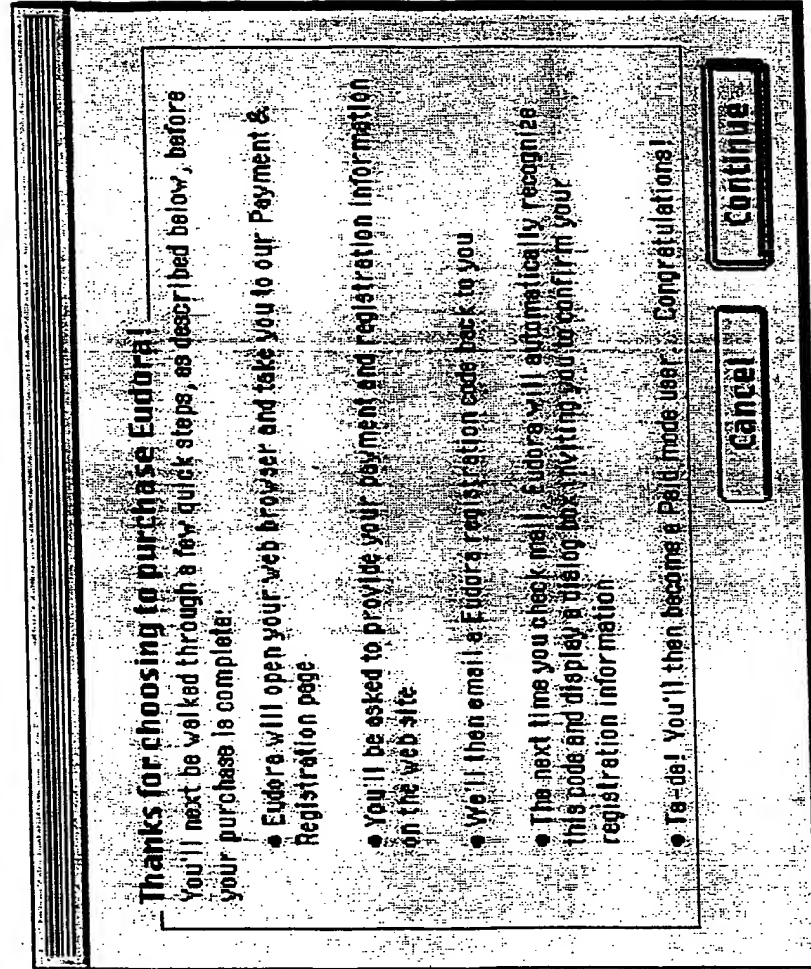 Thanks for choosing to purchase Eudora!
You'll next be walked through a few quick steps, as described below, before
your purchase is complete:
● Eudora will open your web browser and take you to our Payment &
Registration page
● You'll be asked to provide your payment and registration information
on the web site
● We'll then email a Eudora registration code back to you
● The next time you check mail, Eudora will automatically recognize
this code and display a dialog box inviting you to confirm your
registration information
● Ta-da! You'll then become a Paid mode user... Congratulations!
Cancel
Continue